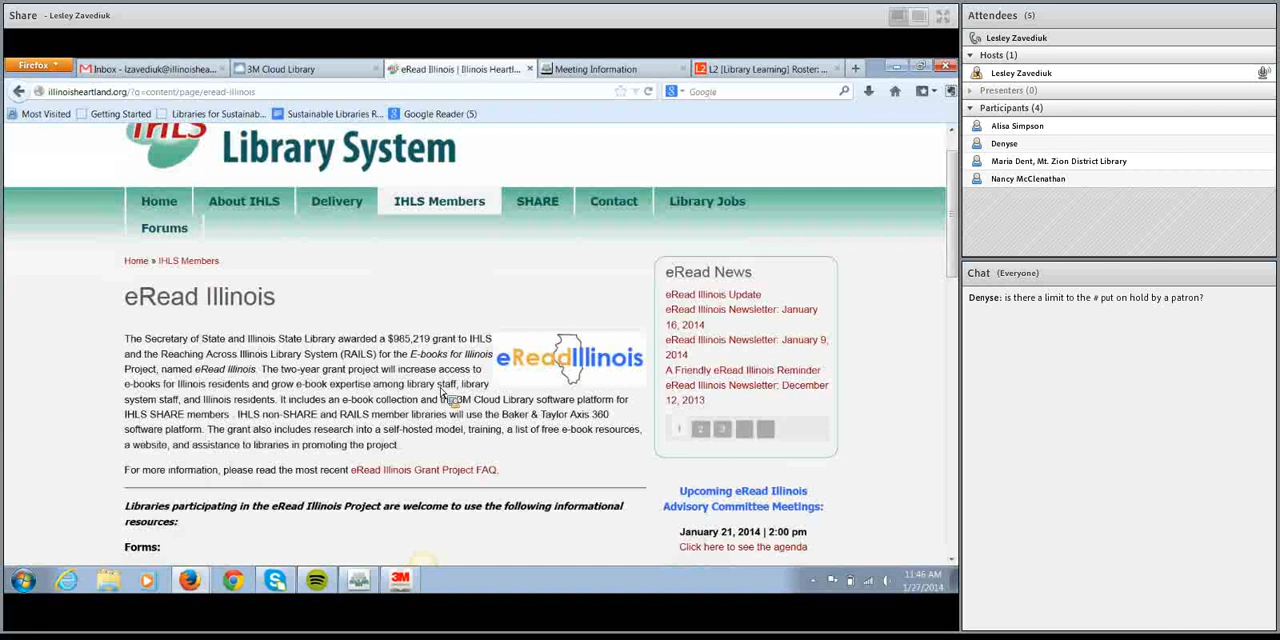 Share - Lesley Zavediuk
Firefox
Inbox - lzavediuk@illinoishea...
3M Cloud Library
eRead Illinois | Illinois Heartl...
Meeting Information
L2 [Library Learning] Roster: ...
illinoisheartland.org/?q=content/page/eread-illinois
Google
Most Visited
Getting Started
Libraries for Sustainab...
Sustainable Libraries R...
Google Reader (5)
IHLS
Library System
Home
About IHLS
Delivery
IHLS Members
SHARE
Contact
Library Jobs
Forums
Home » IHLS Members
eRead Illinois
The Secretary of State and Illinois State Library awarded a $985,219 grant to IHLS
and the Reaching Across Illinois Library System (RAILS) for the E-books for Illinois
Project, named eRead Illinois. The two-year grant project will increase access to
e-books for Illinois residents and grow e-book expertise among library staff, library
system staff, and Illinois residents. It includes an e-book collection and 3M Cloud Library software platform for
IHLS SHARE members . IHLS non-SHARE and RAILS member libraries will use the Baker & Taylor Axis 360
software platform. The grant also includes research into a self-hosted model, training, a list of free e-book resources,
a website, and assistance to libraries in promoting the project
eReadIllinois
For more information, please read the most recent eRead Illinois Grant Project FAQ.
Libraries participating in the eRead Illinois Project are welcome to use the following informational
resources:
Forms:
eRead News
eRead Illinois Update
eRead Illinois Newsletter: January
16, 2014
eRead Illinois Newsletter: January 9,
2014
A Friendly eRead Illinois Reminder
eRead Illinois Newsletter: December
12, 2013
1 2 3
Upcoming eRead Illinois
Advisory Committee Meetings:
January 21, 2014 | 2:00 pm
Click here to see the agenda
3M
11:46 AM
1/27/2014
Attendees (5)
Lesley Zavediuk
Hosts (1)
Lesley Zavediuk
Presenters (0)
Participants (4)
Alisa Simpson
Denyse
Maria Dent, Mt. Zion District Library
Nancy McClenathan
Chat (Everyone)
Denyse: is there a limit to the # put on hold by a patron?